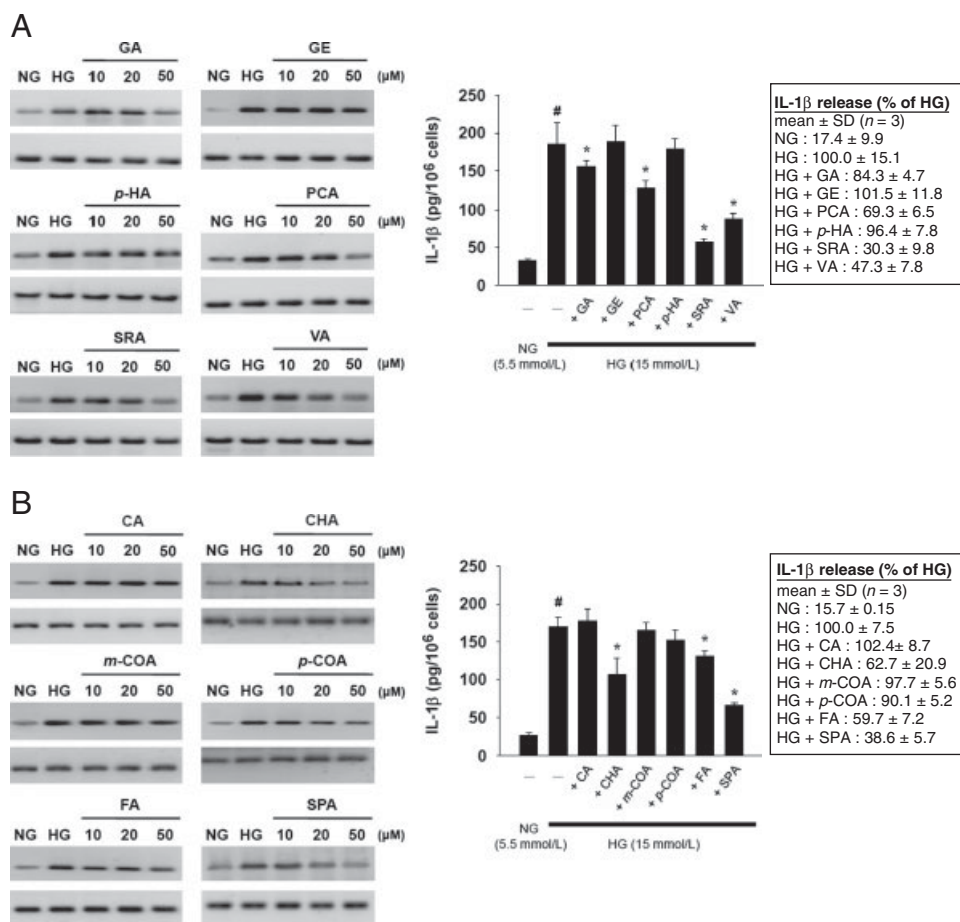 A
GA
GE
NG HG 10 20 50
NG HG 10 20 50 (µM)
p-HA
PCA
NG HG 10 20 50
NG HG 10 20 50
SRA
VA
NG HG 10 20 50
NG HG 10 20 50
IL-1β (pg/10⁶ cells)
250
200
150
100
50
0
#
*
*
*
*
—
—
+ GA
+ GE
+ PCA
+ p-HA
+ SRA
+ VA
NG
(5.5 mmol/L)
HG (15 mmol/L)
IL-1β release (% of HG)
mean ± SD (n = 3)
NG : 17.4 ± 9.9
HG : 100.0 ± 15.1
HG + GA : 84.3 ± 4.7
HG + GE : 101.5 ± 11.8
HG + PCA : 69.3 ± 6.5
HG + p-HA : 96.4 ± 7.8
HG + SRA : 30.3 ± 9.8
HG + VA : 47.3 ± 7.8
B
CA
CHA
NG HG 10 20 50
NG HG 10 20 50 (µM)
m-COA
p-COA
NG HG 10 20 50
NG HG 10 20 50 (µM)
FA
SPA
NG HG 10 20 50
NG HG 10 20 50 (µM)
IL-1β (pg/10⁶ cells)
250
200
150
100
50
0
#
*
*
*
—
—
+ CA
+ CHA
+ m-COA
+ p-COA
+ FA
+ SPA
NG
(5.5 mmol/L)
HG (15 mmol/L)
IL-1β release (% of HG)
mean ± SD (n = 3)
NG : 15.7 ± 0.15
HG : 100.0 ± 7.5
HG + CA : 102.4± 8.7
HG + CHA : 62.7 ± 20.9
HG + m-COA : 97.7 ± 5.6
HG + p-COA : 90.1 ± 5.2
HG + FA : 59.7 ± 7.2
HG + SPA : 38.6 ± 5.7